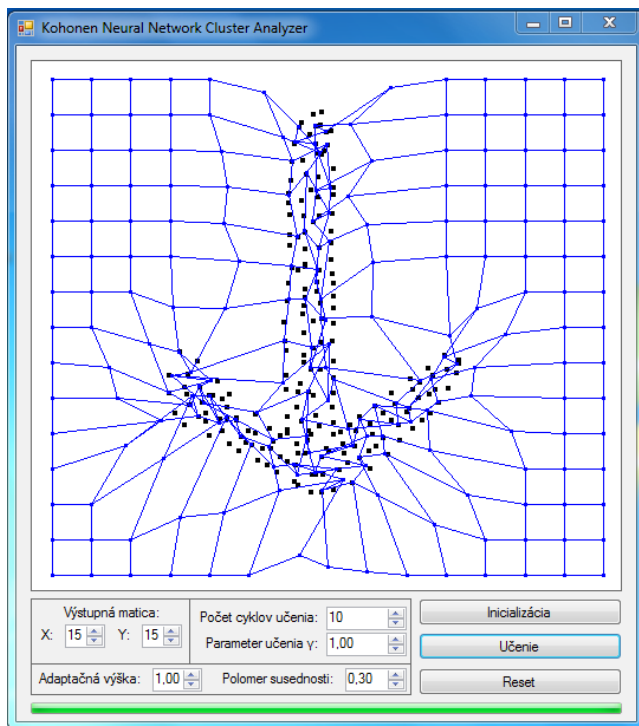 Kohonen Neural Network Cluster Analyzer
Výstupná matica:
X: 15 Y: 15
Počet cyklov učenia: 10
Parameter učenia γ: 1,00
Adaptačná výška: 1,00 Polomer susednosti: 0,30
Inicializácia
Učenie
Reset